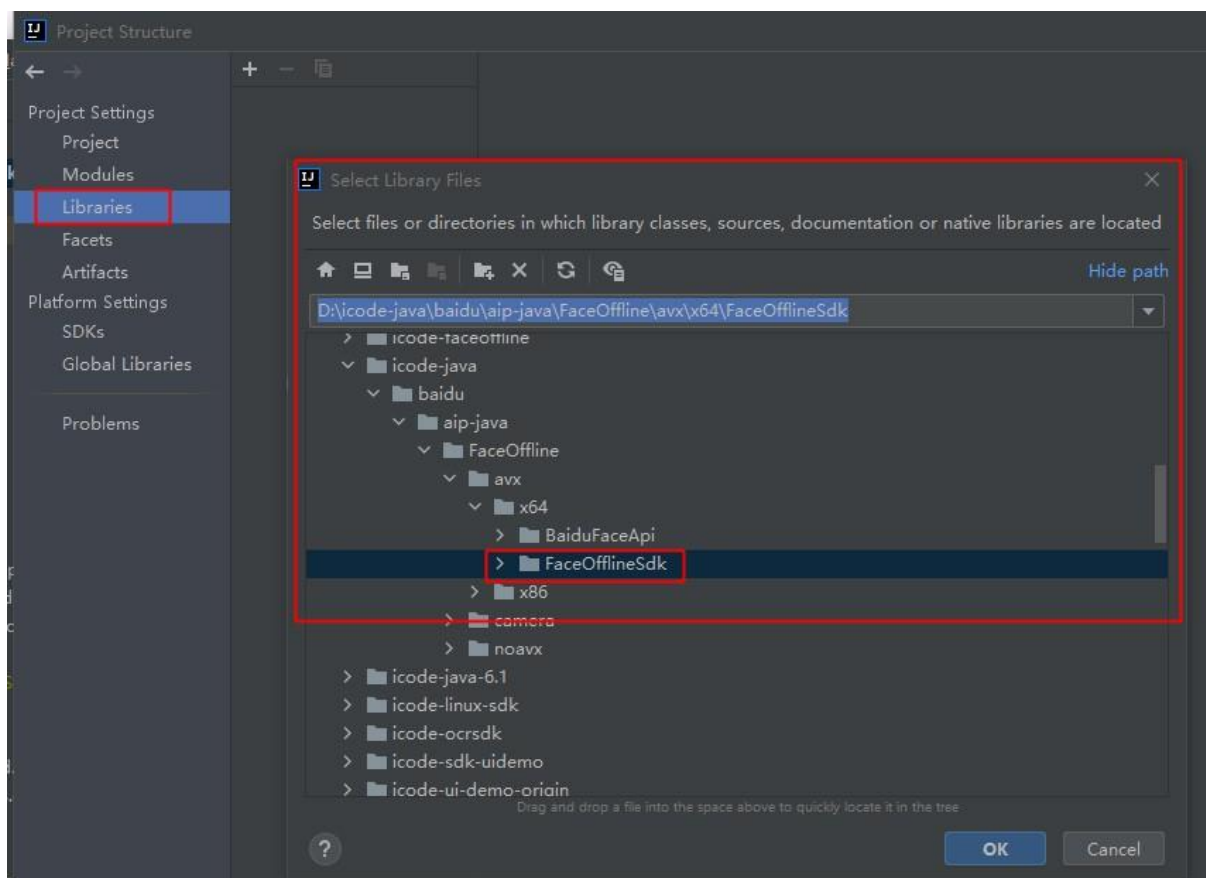 Project Structure
Project Settings
Project
Modules
Libraries
Facets
Artifacts
Platform Settings
SDKs
Global Libraries
Problems
Select Library Files
Select files or directories in which library classes, sources, documentation or native libraries are located
Hide path
D:\icode-java\baidu\aip-java\FaceOffline\avx\x64\FaceOfflineSdk
icode-faceoffline
icode-java
baidu
aip-java
FaceOffline
avx
x64
BaiduFaceApi
FaceOfflineSdk
x86
camera
noavx
icode-java-6.1
icode-linux-sdk
icode-ocrsdk
icode-sdk-uidemo
icode-ui-demo-origin
Drag and drop a file into the space above to quickly locate it in the tree
?
OK
Cancel